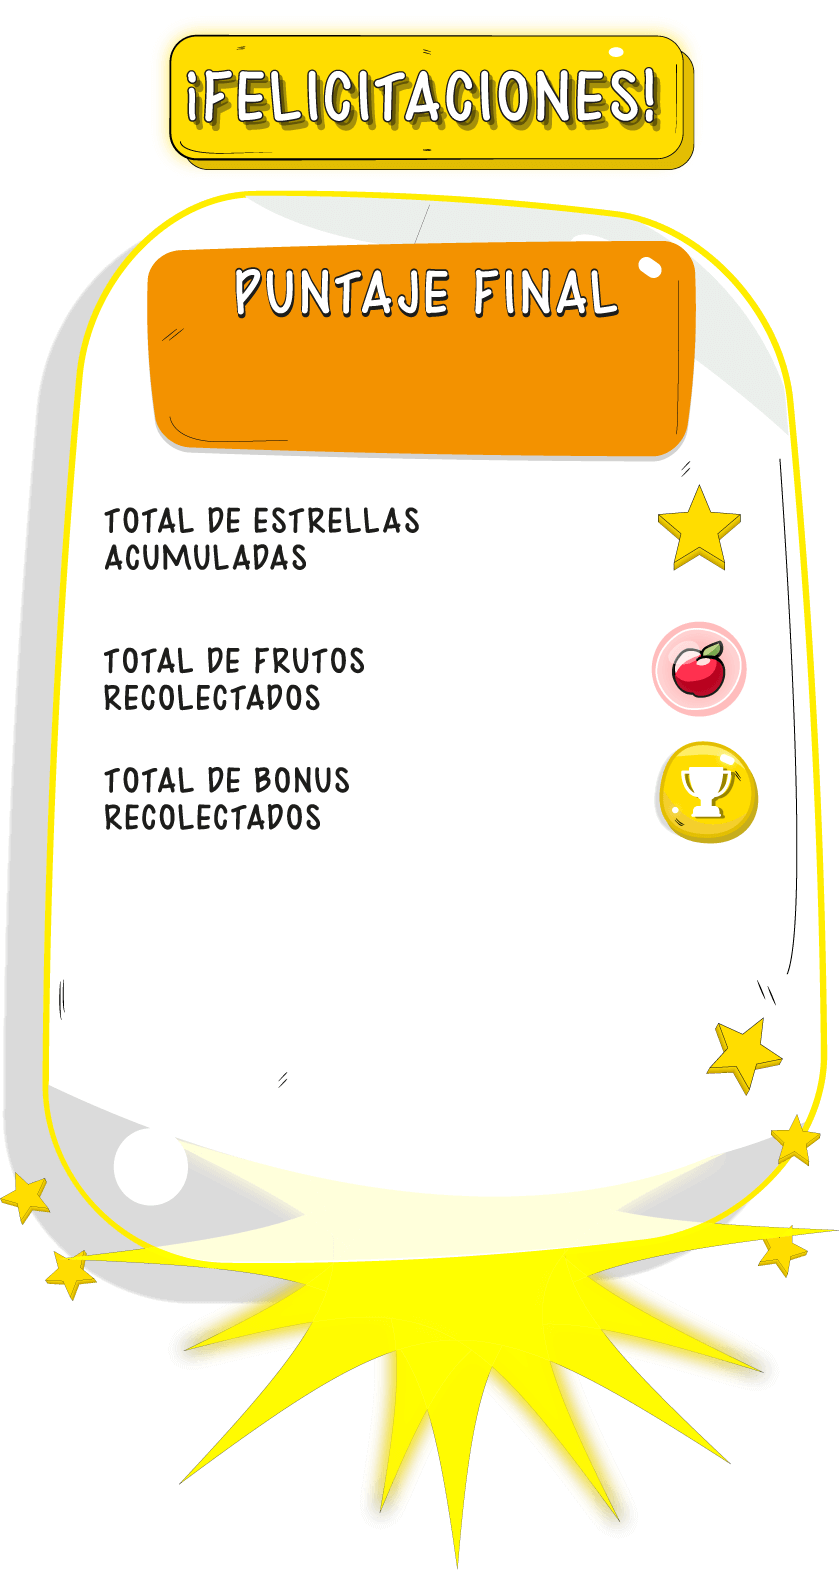 ¡FELICITACIONES!
PUNTAJE FINAL
TOTAL DE ESTRELLAS
ACUMULADAS
TOTAL DE FRUTOS
RECOLECTADOS
TOTAL DE BONUS
RECOLECTADOS